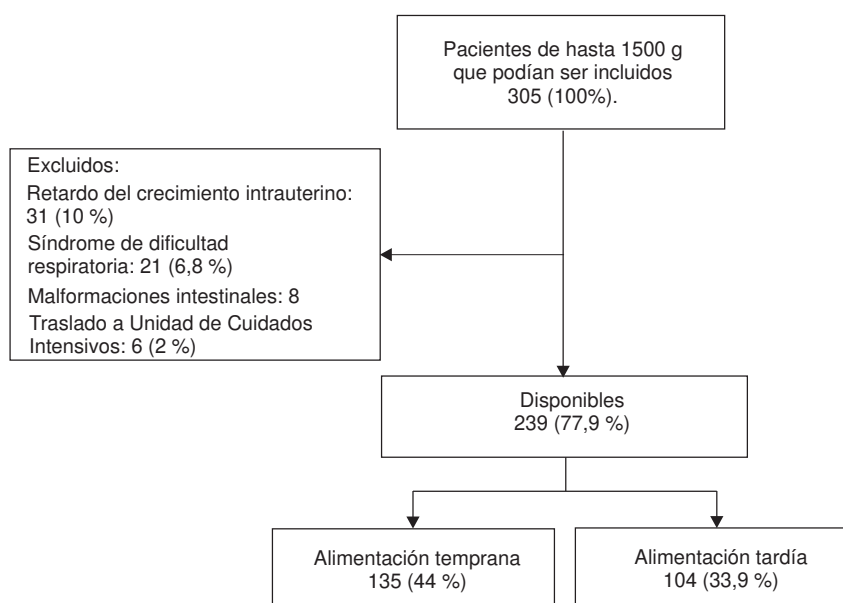 Pacientes de hasta 1500 g
que podían ser incluidos
305 (100%).
Excluidos:
Retardo del crecimiento intrauterino:
31 (10 %)
Síndrome de dificultad
respiratoria: 21 (6,8 %)
Malformaciones intestinales: 8
Traslado a Unidad de Cuidados
Intensivos: 6 (2 %)
Disponibles
239 (77,9 %)
Alimentación temprana
135 (44 %)
Alimentación tardía
104 (33,9 %)